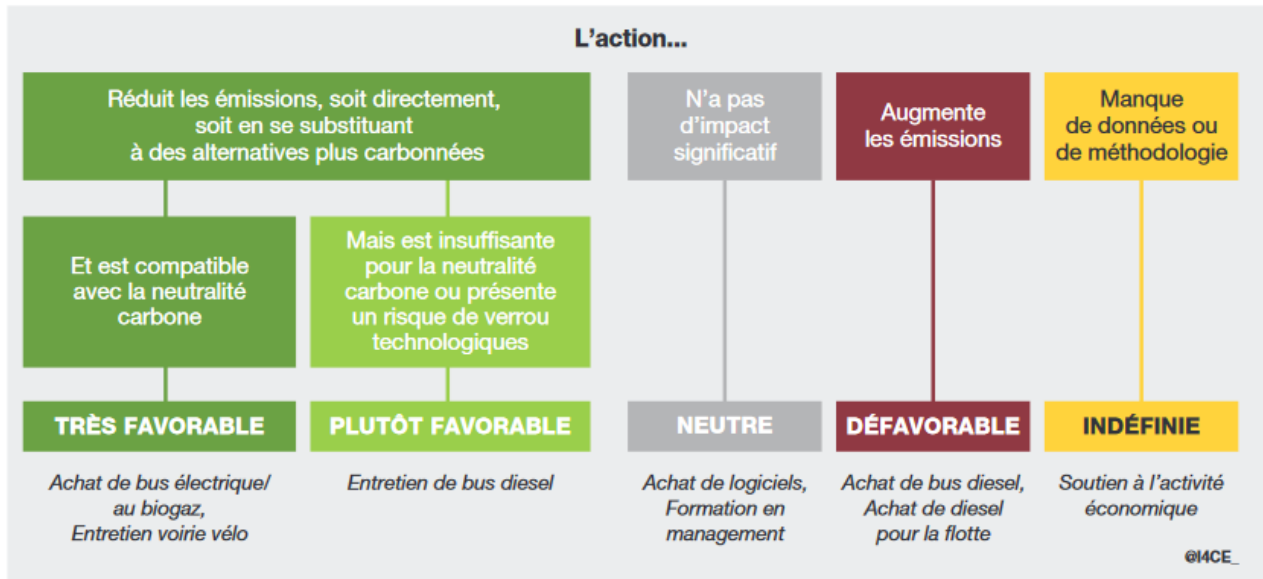 L'action...
Réduit les émissions, soit directement,
soit en se substituant
à des alternatives plus carbonnées
N'a pas
d'impact
significatif
Augmente
les émissions
Manque
de données ou
de méthodologie
Et est compatible
avec la neutralité
carbone
Mais est insuffisante
pour la neutralité
carbone ou présente
un risque de verrou
technologiques
TRÈS FAVORABLE
PLUTÔT FAVORABLE
NEUTRE
DÉFAVORABLE
INDÉFINIE
Achat de bus électrique/
au biogaz,
Entretien voirie vélo
Entretien de bus diesel
Achat de logiciels,
Formation en
management
Achat de bus diesel,
Achat de diesel
pour la flotte
Soutien à l'activité
économique
@I4CE_